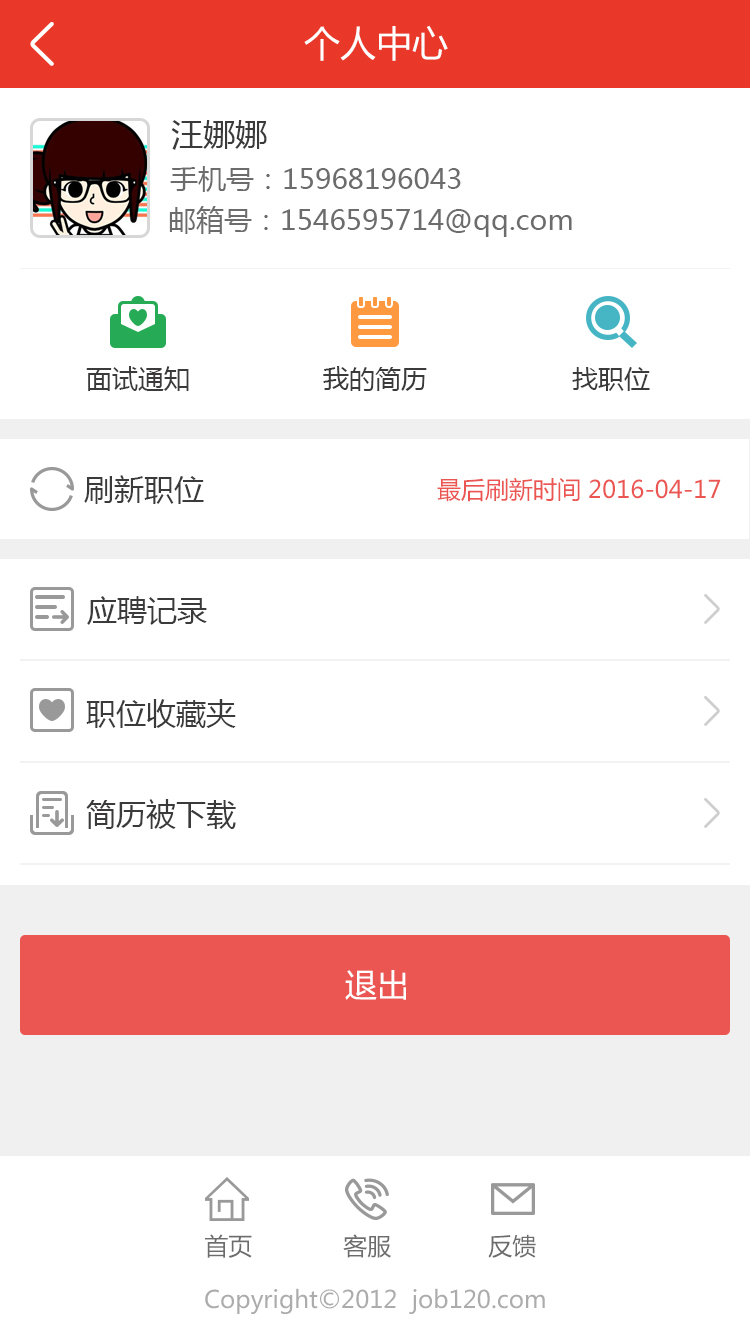 个人中心
汪娜娜
手机号：15968196043
邮箱号：1546595714@qq.com
面试通知 我的简历 找职位
刷新职位 最后刷新时间 2016-04-17
应聘记录
职位收藏夹
简历被下载
退出
首页 客服 反馈
Copyright©2012 job120.com